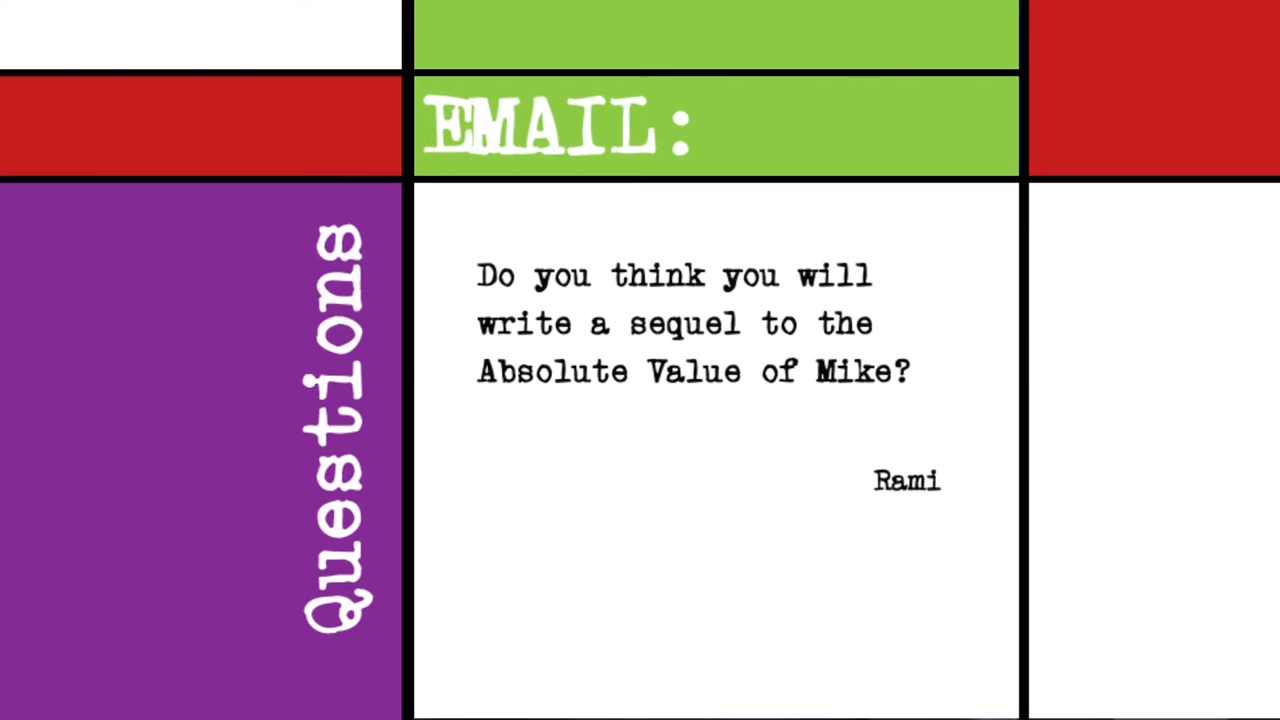 EMAIL:
Questions
Do you think you will
write a sequel to the
Absolute Value of Mike?
Rami